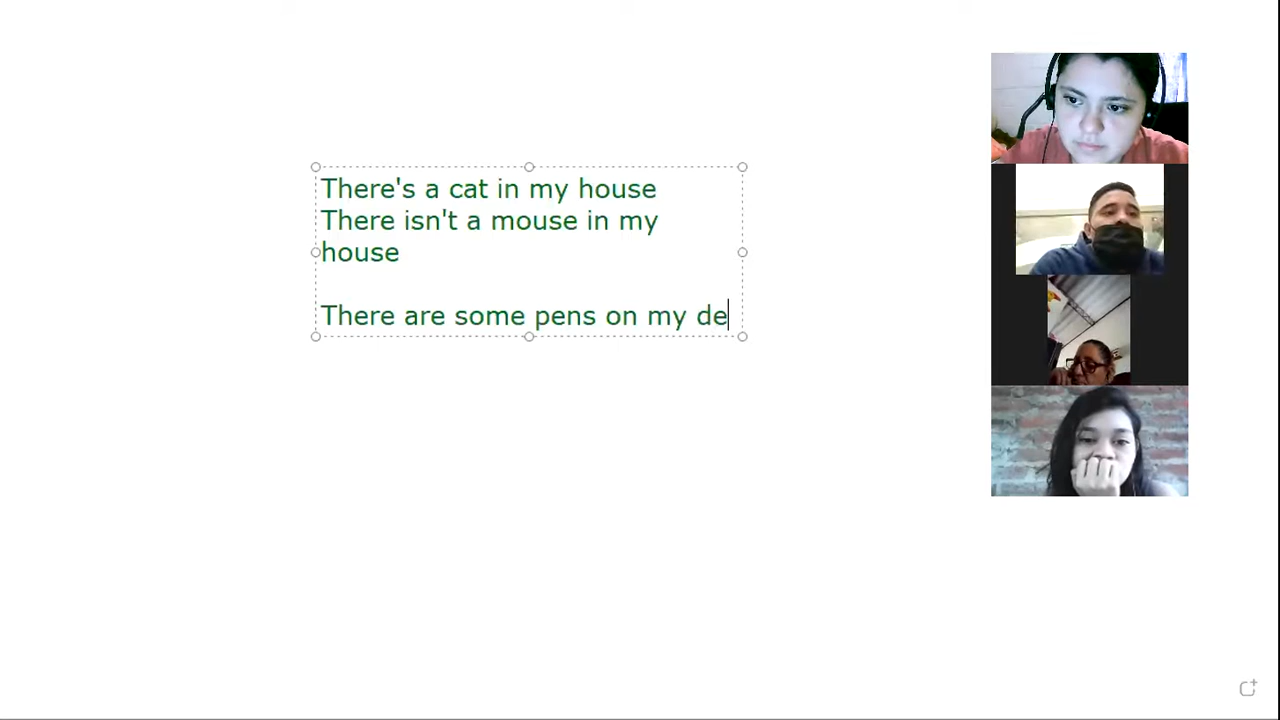 There's a cat in my house
There isn't a mouse in my
house
There are some pens on my de